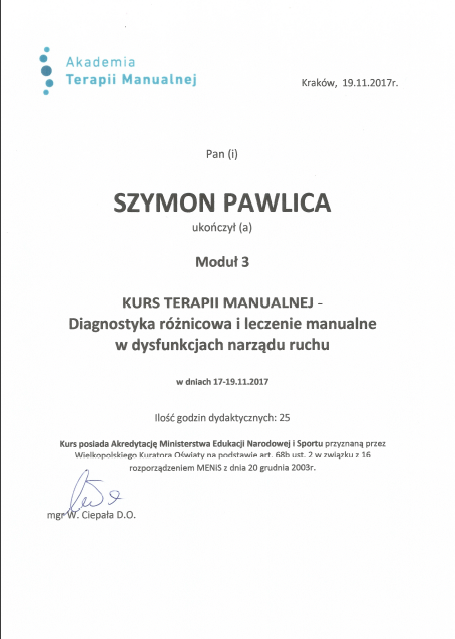 Akademia
Terapii Manualnej
Kraków, 19.11.2017r.
Pan (i)
SZYMON PAWLICA
ukończył (a)
Moduł 3
KURS TERAPII MANUALNEJ -
Diagnostyka różnicowa i leczenie manualne
w dysfunkcjach narządu ruchu
w dniach 17-19.11.2017
Ilość godzin dydaktycznych: 25
Kurs posiada Akredytację Ministerstwa Edukacji Narodowej i Sportu przyznaną przez
Wielkopolskiego Kuratora Oświaty na podstawie art. 68b ust. 2 w związku z 16
rozporządzeniem MENiS z dnia 20 grudnia 2003r.
mgr W. Ciepała D.O.